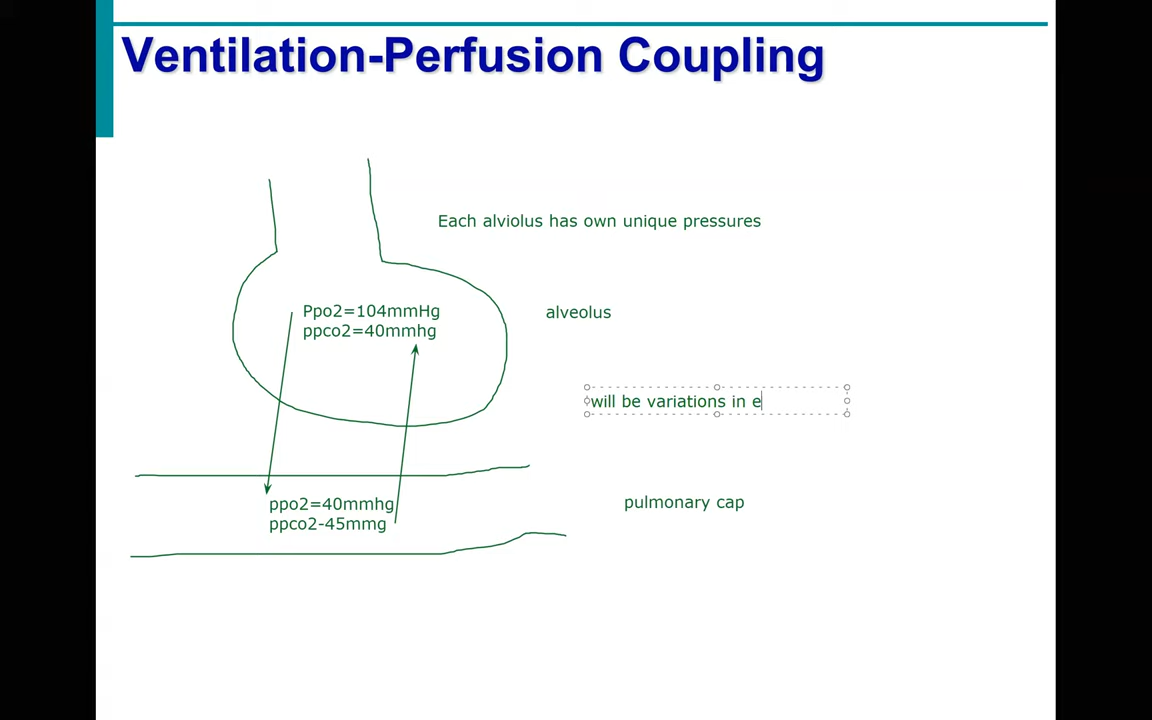 Ventilation-Perfusion Coupling
Each alviolus has own unique pressures
Ppo2=104mmHg
ppco2=40mmhg
alveolus
will be variations in e
ppo2=40mmhg
ppco2-45mmg
pulmonary cap